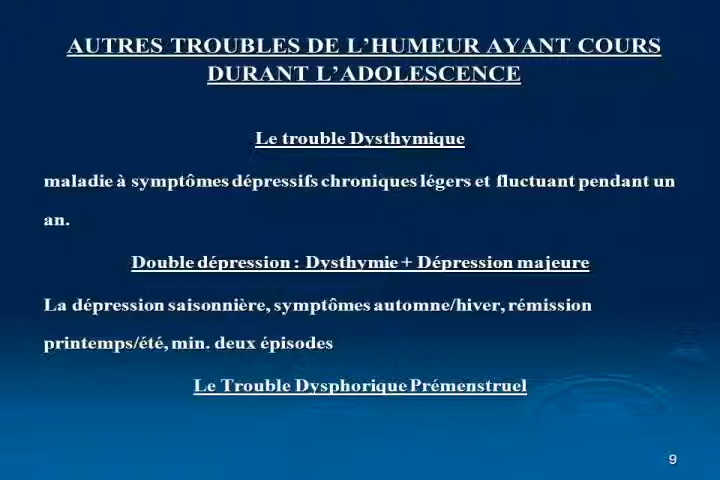 AUTRES TROUBLES DE L'HUMEUR AYANT COURS
DURANT L'ADOLESCENCE
Le trouble Dysthymique
maladie à symptômes dépressifs chroniques légers et fluctuant pendant un
an.
Double dépression : Dysthymie + Dépression majeure
La dépression saisonnière, symptômes automne/hiver, rémission
printemps/été, min. deux épisodes
Le Trouble Dysphorique Prémenstruel
9